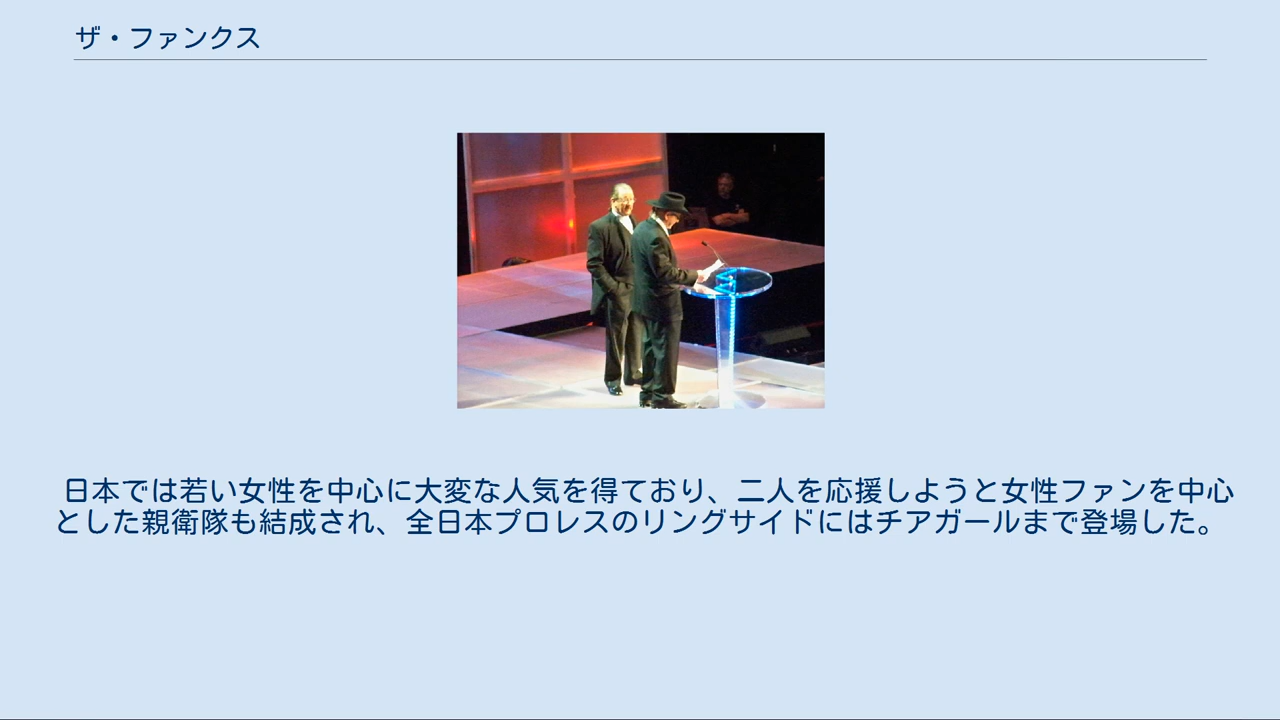 ザ・ファンクス
日本では若い女性を中心に大変な人気を得ており、二人を応援しようと女性ファンを中心
とした親衛隊も結成され、全日本プロレスのリングサイドにはチアガールまで登場した。